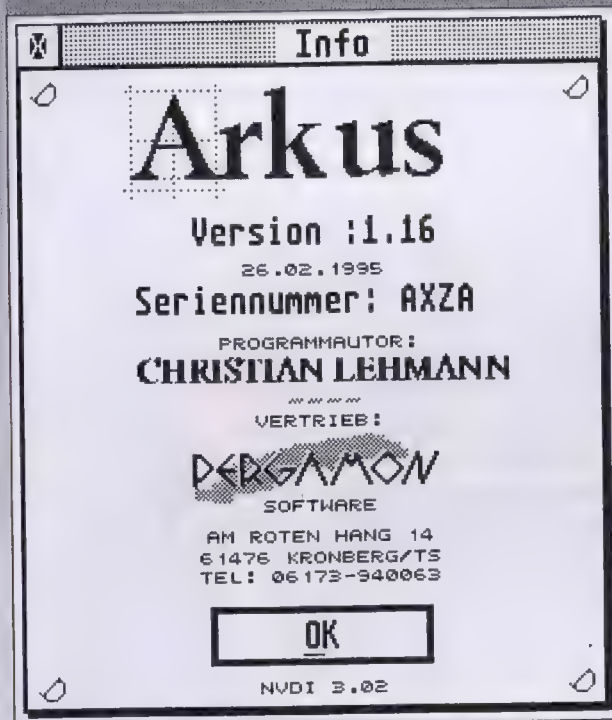 Info
Arkus
Version :1.16
26.02.1995
Seriennummer: AXZA
PROGRAMMAUTOR:
CHRISTIAN LEHMANN
~~~~
VERTRIEB:
PERGAMON
SOFTWARE
AM ROTEN HANG 14
61476 KRONBERG/TS
TEL: 06173-940063
OK
NVDI 3.02